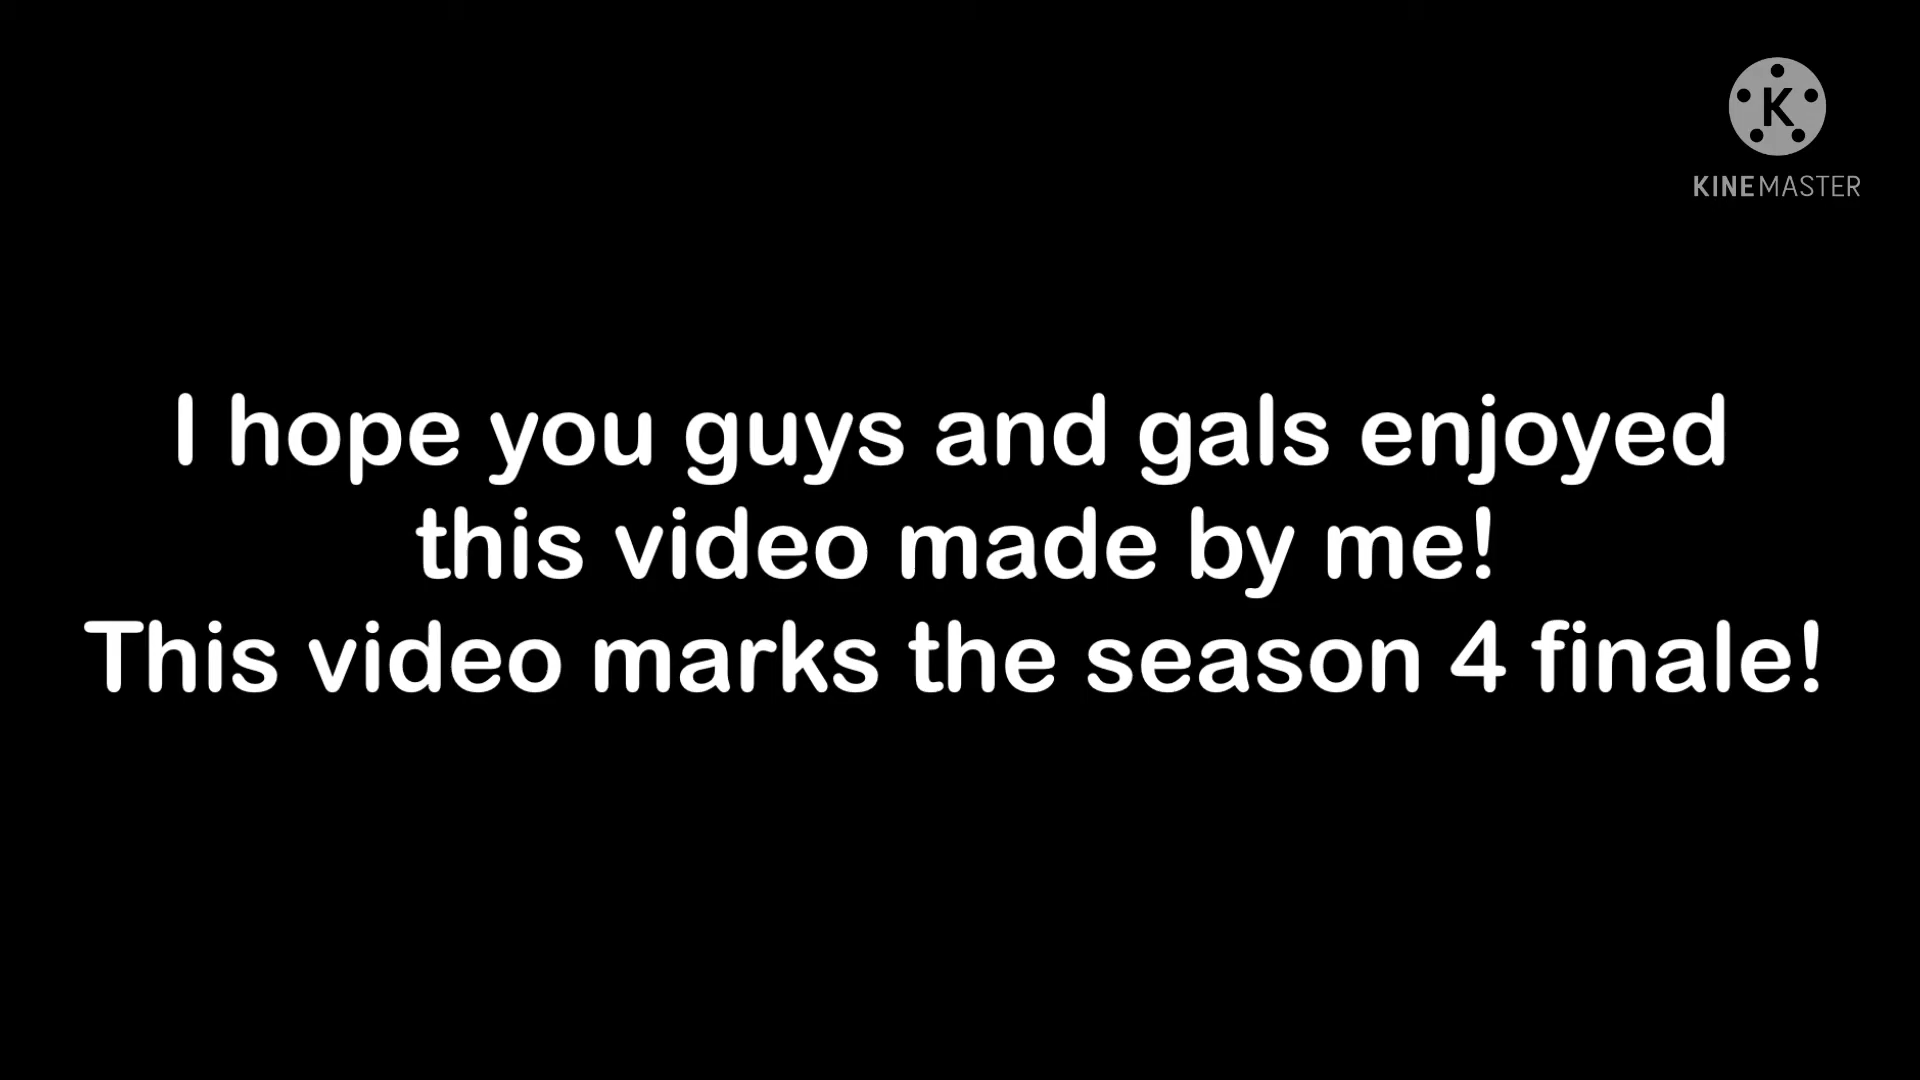 K
KINEMASTER
I hope you guys and gals enjoyed
this video made by me!
This video marks the season 4 finale!